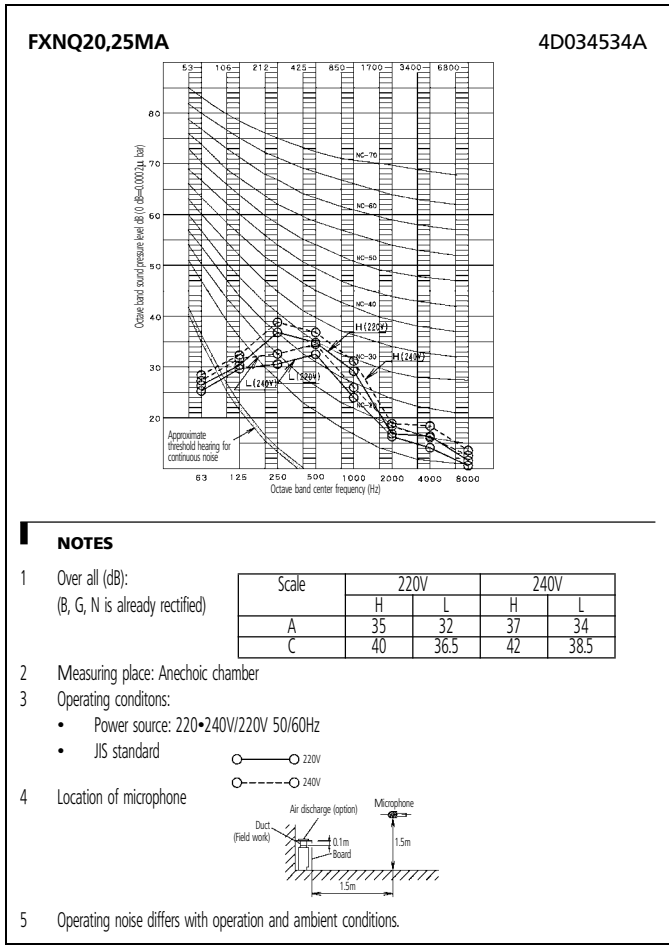 FXNQ20,25MA 4D034534A
53 106 212 425 850 1700 3400 6800
80
70
60
50
40
30
20
Octave band sound pressure level dB (0 dB=0.0002µ bar)
NC-70
NC-60
NC-50
NC-40
NC-30
H(220V)
H(240V)
L(240V)
L(220V)
Approximate
threshold hearing for
continuous noise
63 125 250 500 1000 2000 4000 8000
Octave band center frequency (Hz)
NOTES
1 Over all (dB):
(B, G, N is already rectified)
Scale 220V 240V
H L H L
A 35 32 37 34
C 40 36.5 42 38.5
2 Measuring place: Anechoic chamber
3 Operating conditons:
• Power source: 220•240V/220V 50/60Hz
• JIS standard
220V
240V
4 Location of microphone
Air discharge (option)
Microphone
Duct
(Field work)
0.1m
Board
1.5m
1.5m
5 Operating noise differs with operation and ambient conditions.